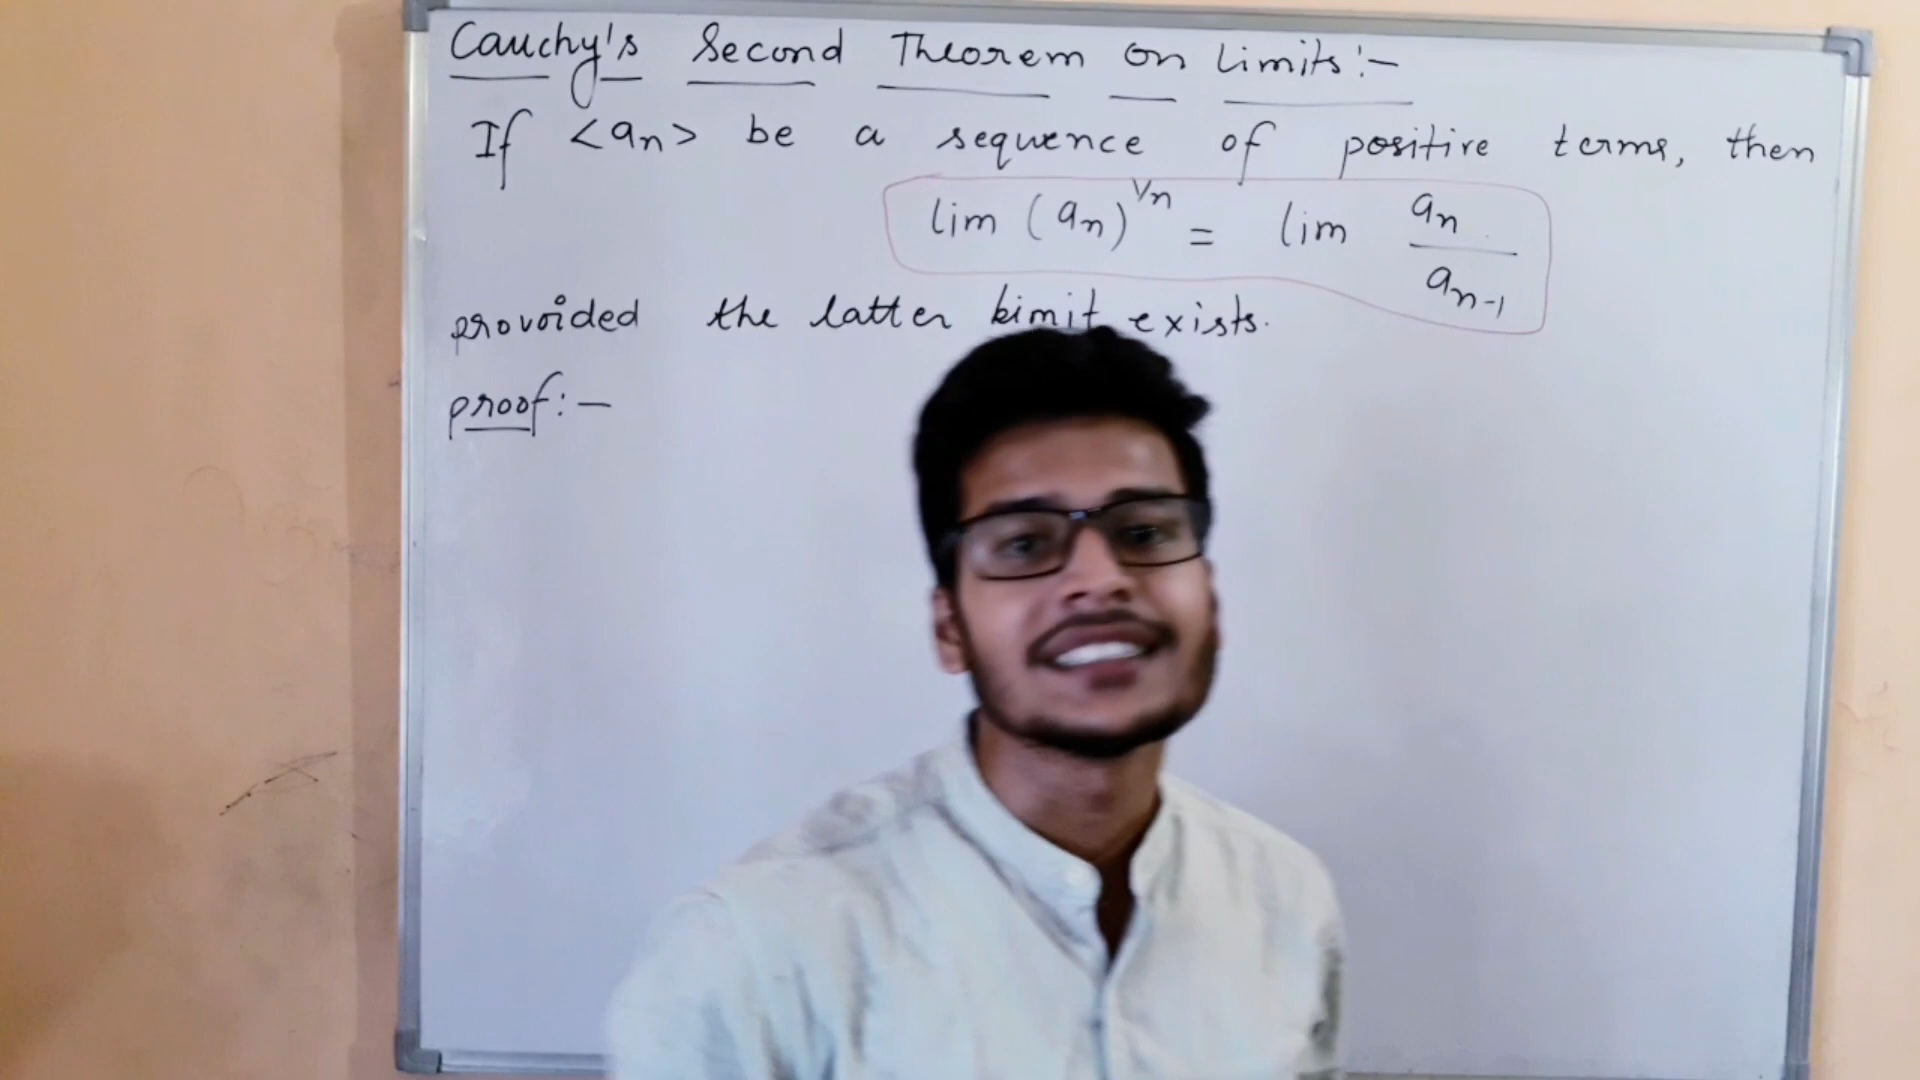 Cauchy's Second Theorem on Limits:-
If <an> be a sequence of positive terms, then
lim (an)^1/n = lim an/an-1
provoided the latter limit exists.
proof:-